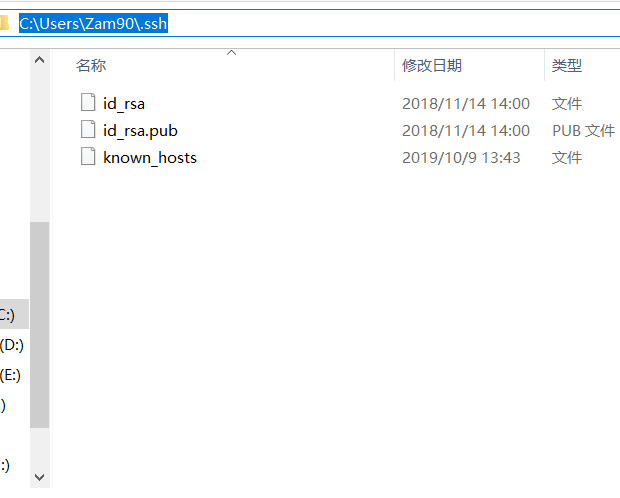 C:\Users\Zam90\.ssh
名称 修改日期 类型
id_rsa 2018/11/14 14:00 文件
id_rsa.pub 2018/11/14 14:00 PUB 文件
known_hosts 2019/10/9 13:43 文件
C:)
(D:)
(E:)
)
:)